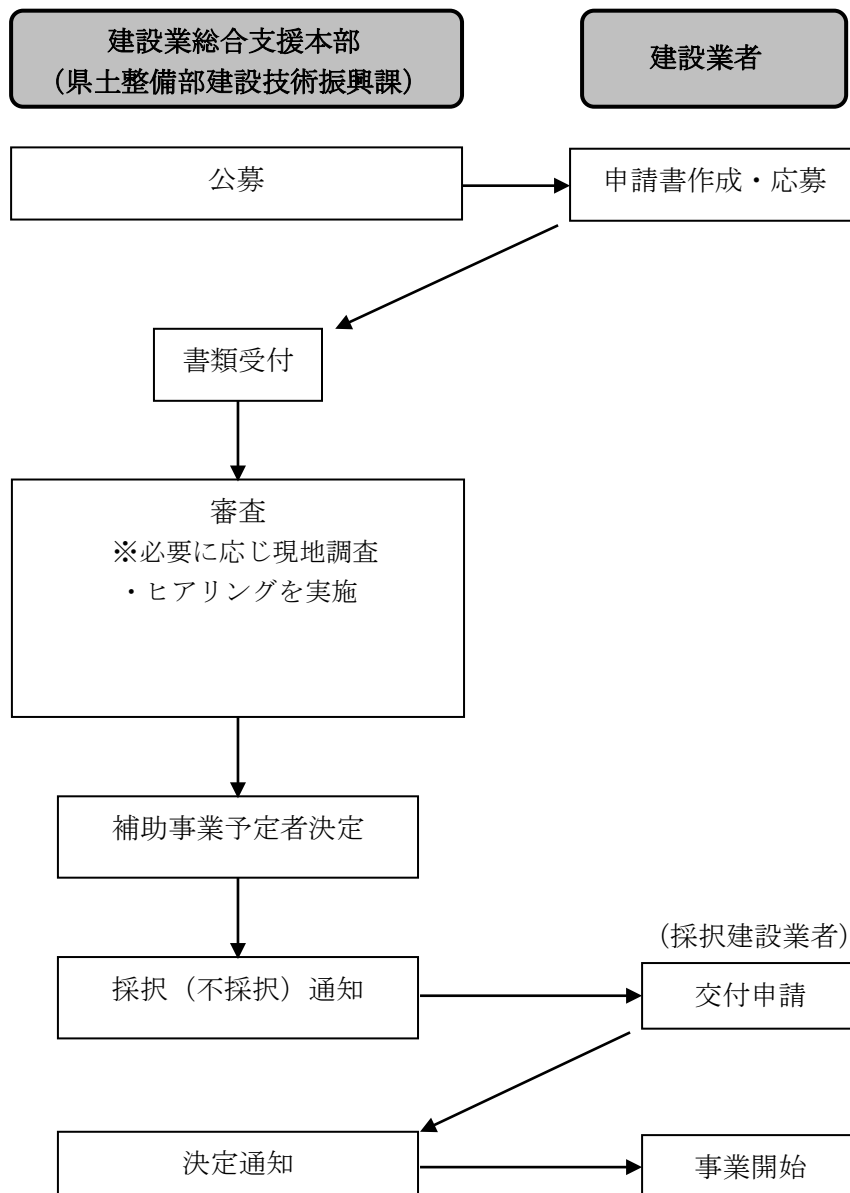 建設業総合支援本部
（県土整備部建設技術振興課）
建設業者
公募
申請書作成・応募
書類受付
審査
※必要に応じ現地調査
・ヒアリングを実施
補助事業予定者決定
(採択建設業者)
採択（不採択）通知
交付申請
決定通知
事業開始